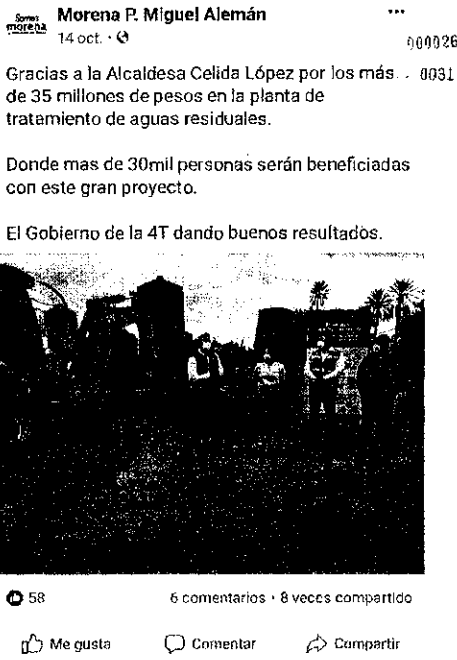 Somos
morena
Morena P. Miguel Alemán
14 oct.
000026
Gracias a la Alcaldesa Celida López por los más
0031
de 35 millones de pesos en la planta de
tratamiento de aguas residuales.
Donde mas de 30mil personas serán beneficiadas
con este gran proyecto.
El Gobierno de la 4T dando buenos resultados.
58
6 comentarios • 8 veces compartido
Me gusta
Comentar
Compartir